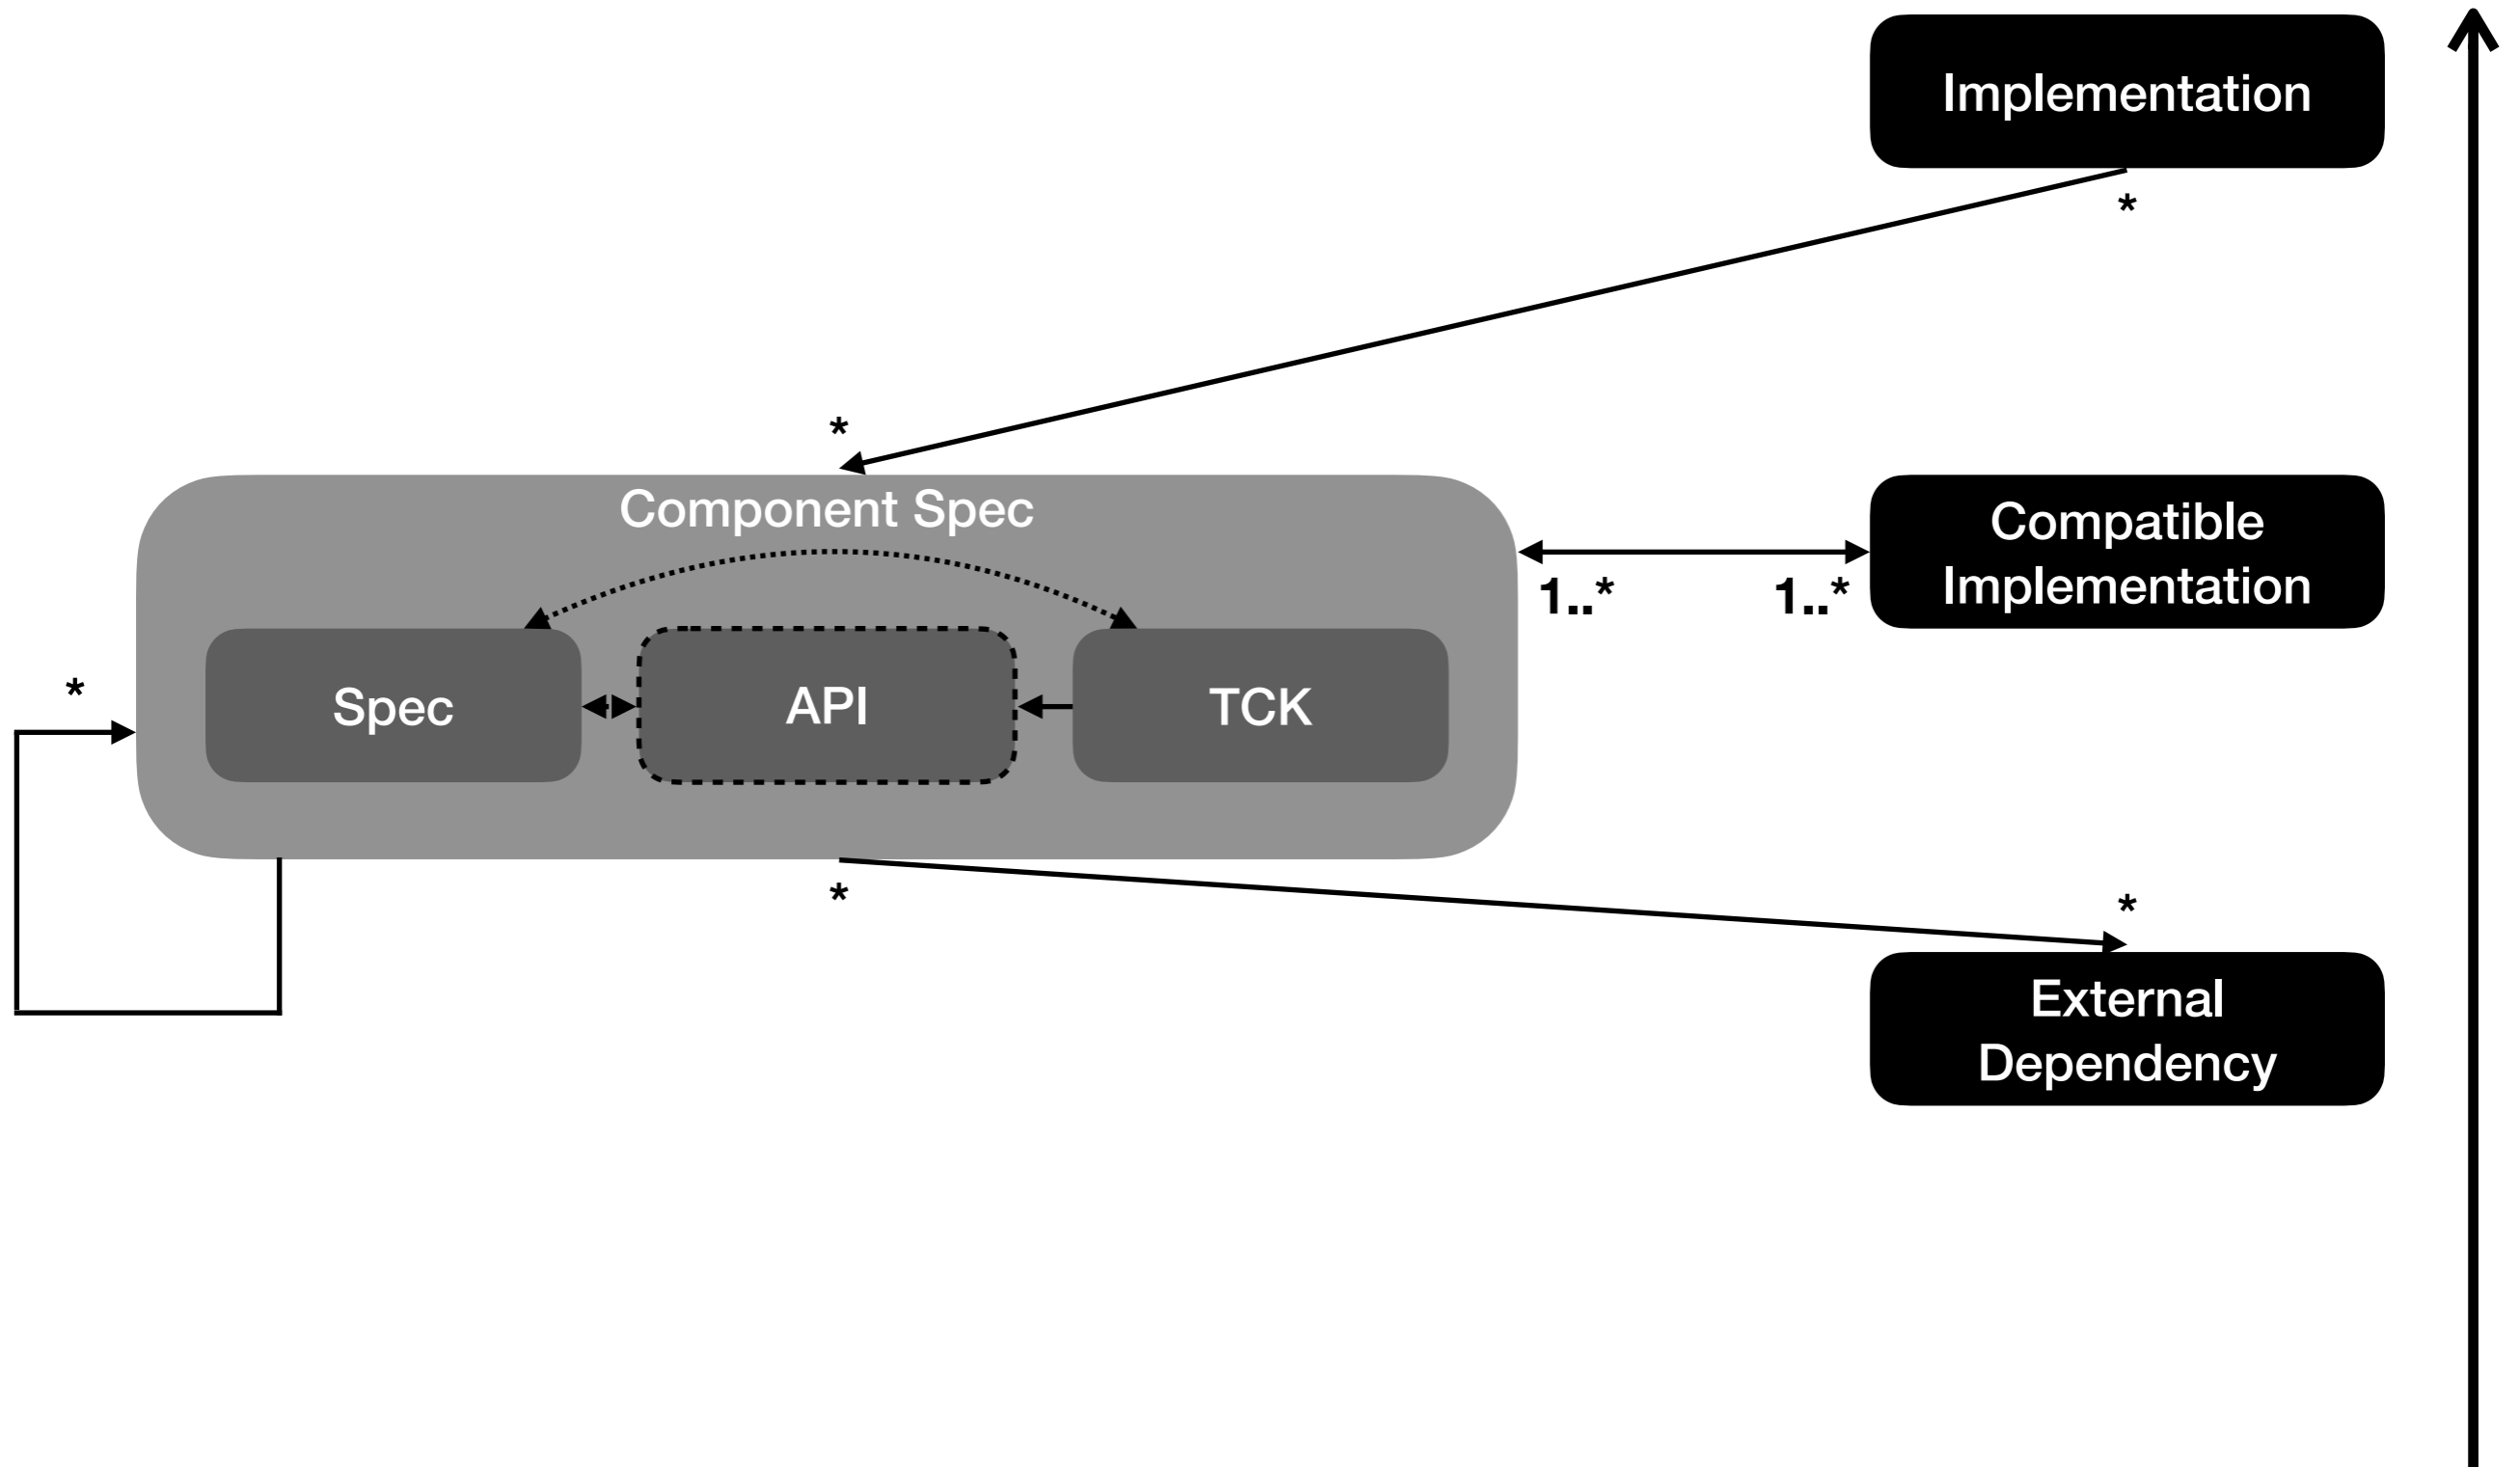 Implementation
*
*
Component Spec
Compatible
Implementation
1..*
1..*
*
Spec
API
TCK
*
*
External
Dependency